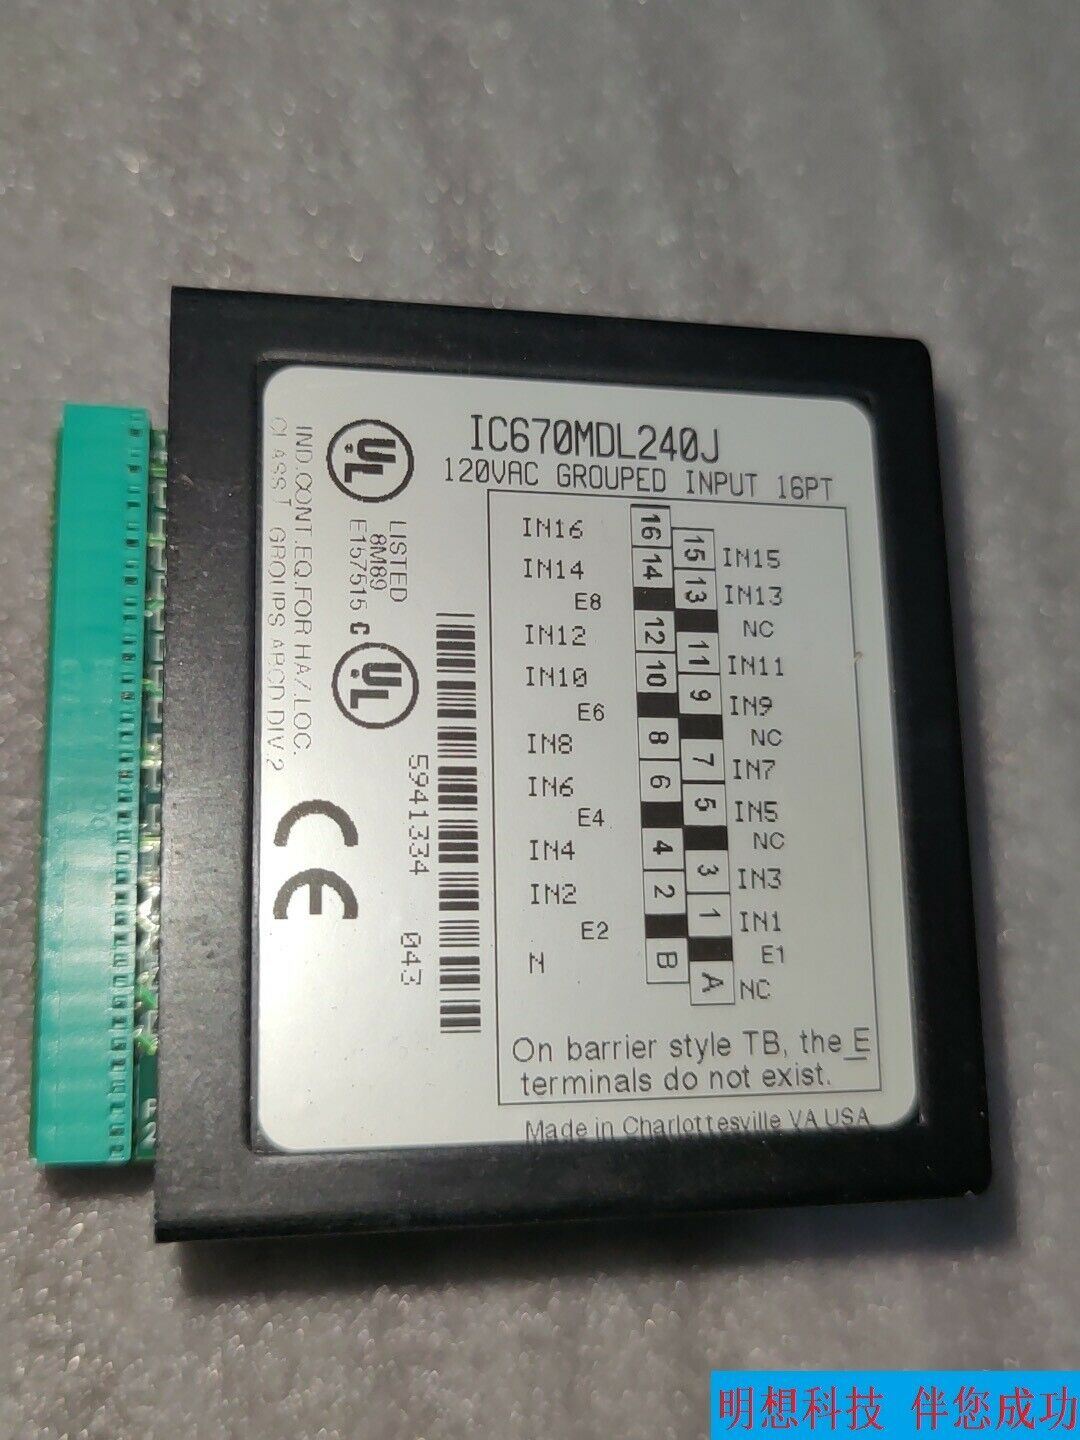 IC670MDL240J
120VAC GROUPED INPUT 16PT
IND.CONT.EQ.FOR HAZ.LOC.
CLASS I GROUPS ABCD DIV.2
UL
LISTED
8M89
E157515
C UL
CE
5941334 043
IN16 16
15 IN15
IN14 14
13 IN13
E8
NC
IN12 12
11 IN11
IN10 10
9 IN9
E6
NC
IN8 8
7 IN7
IN6 6
5 IN5
E4
NC
IN4 4
3 IN3
IN2 2
1 IN1
E2
E1
N B
A NC
On barrier style TB, the E
terminals do not exist.
Made in Charlottesville VA USA
明想科技 伴您成功